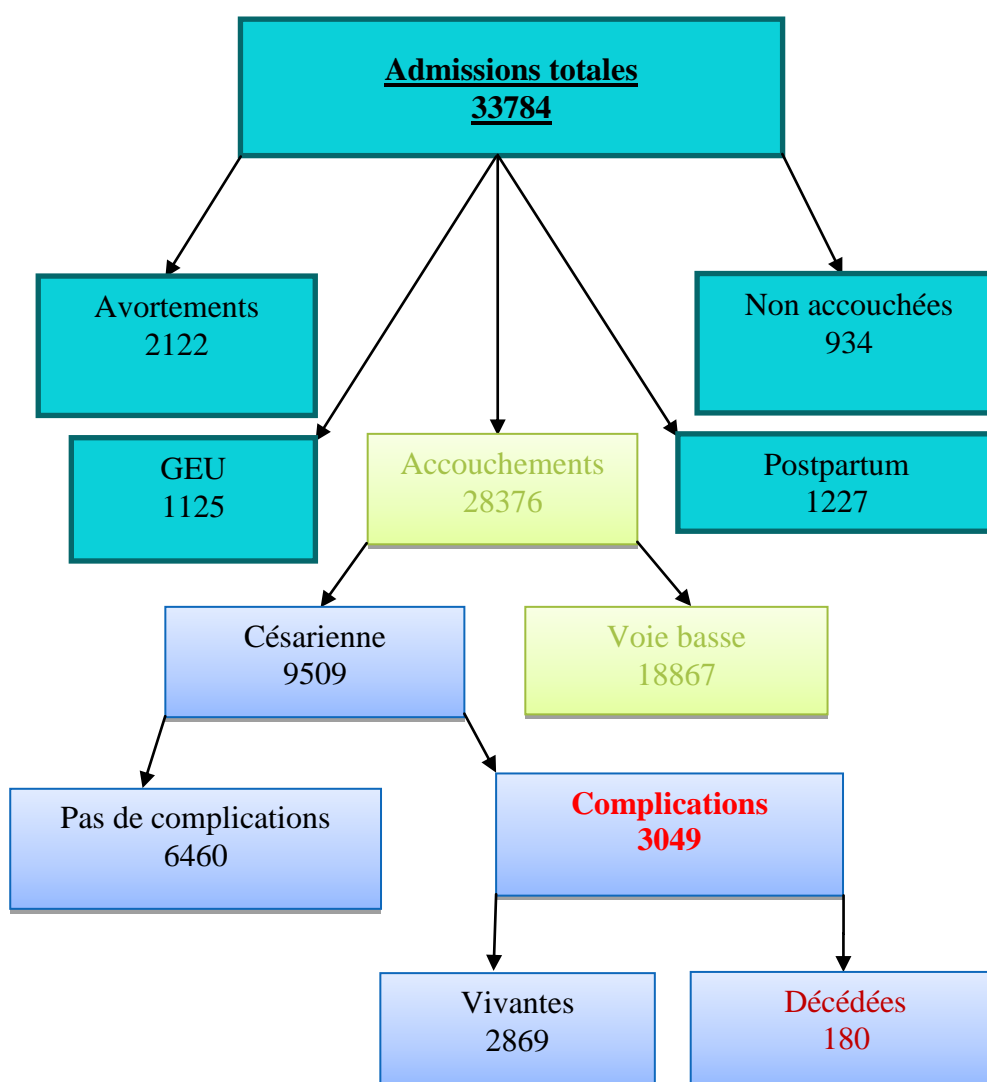 Admissions totales
33784
Avortements
2122
Non accouchées
934
GEU
1125
Accouchements
28376
Postpartum
1227
Césarienne
9509
Voie basse
18867
Pas de complications
6460
Complications
3049
Vivantes
2869
Décédées
180